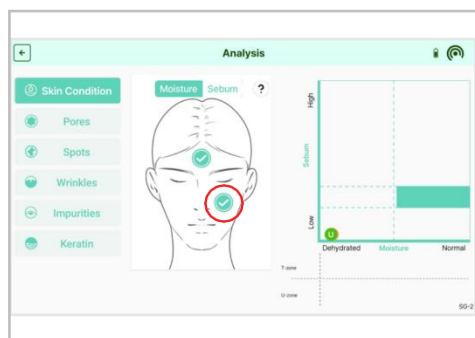 Analysis
Skin Condition
Pores
Spots
Wrinkles
Impurities
Keratin
Moisture Sebum ?
High
Sebum
Low
U
Dehydrated Moisture Normal
T-zone
U-zone
SG-2